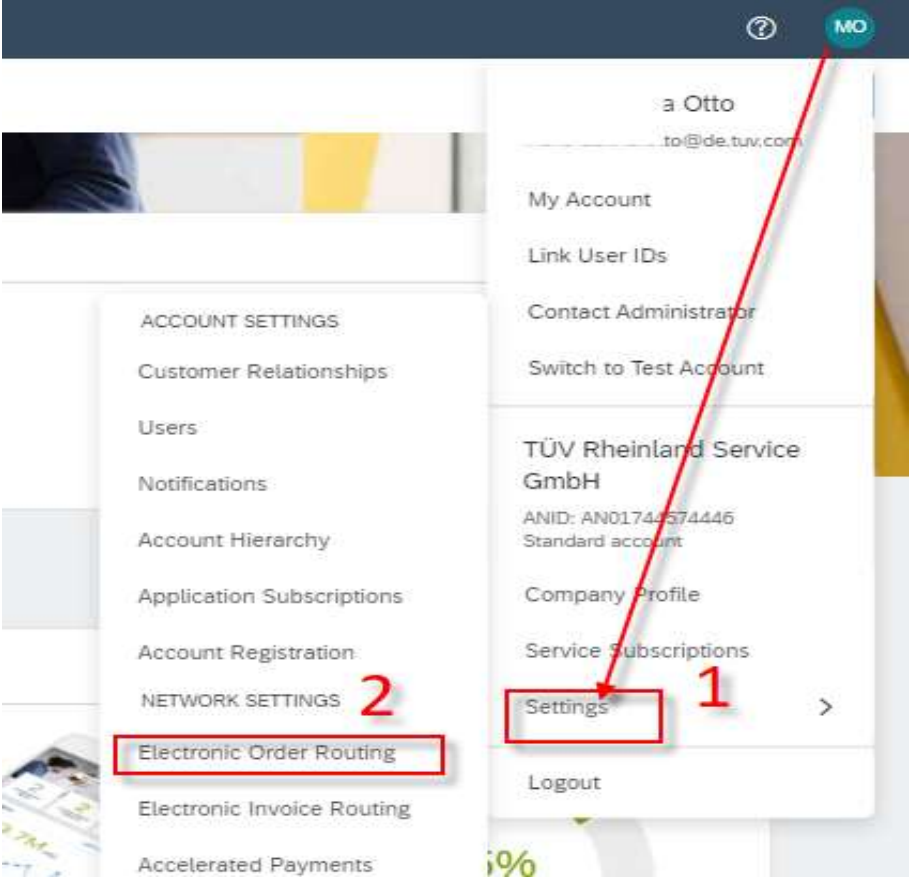 MO
a Otto
to@de.tuv.com
My Account
Link User IDs
Contact Administrator
Switch to Test Account
TÜV Rheinland Service
GmbH
ANID: AN01744574446
Standard account
Company Profile
Service Subscriptions
Settings
1
Logout
ACCOUNT SETTINGS
Customer Relationships
Users
Notifications
Account Hierarchy
Application Subscriptions
Account Registration
NETWORK SETTINGS
2
Electronic Order Routing
Electronic Invoice Routing
Accelerated Payments